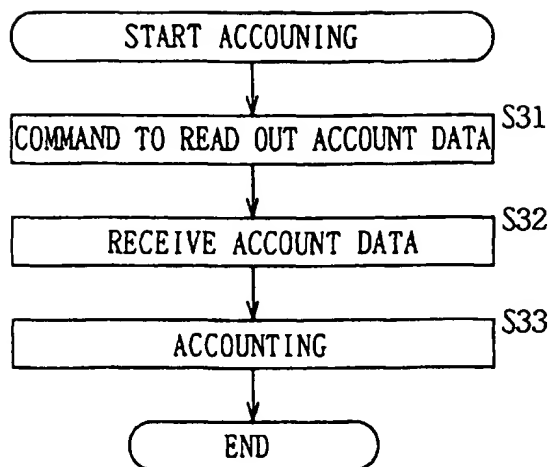 START ACCOUNING
S31
COMMAND TO READ OUT ACCOUNT DATA
S32
RECEIVE ACCOUNT DATA
S33
ACCOUNTING
END